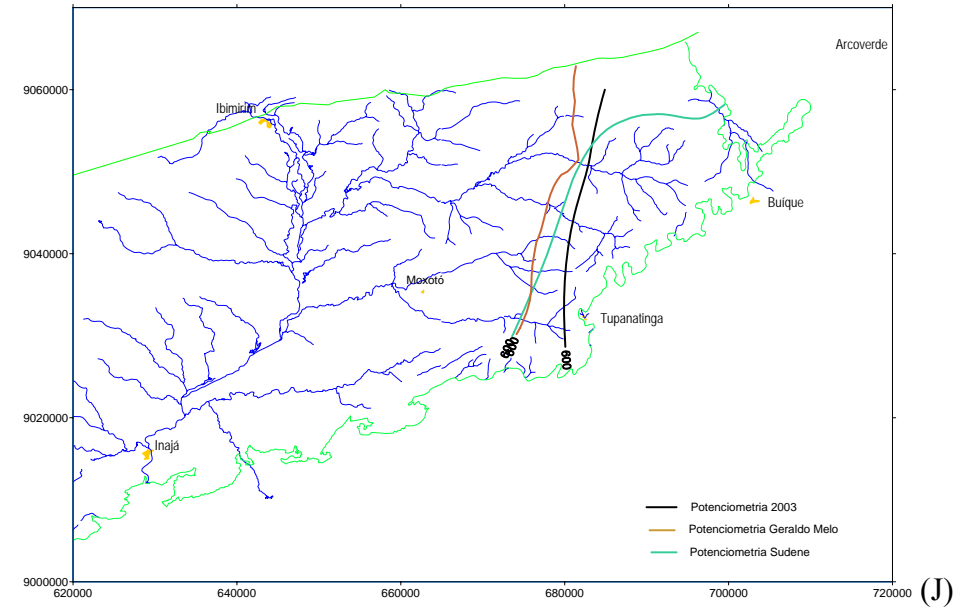 Arcoverde
9060000
Ibimirim
Buíque
9040000
Moxotó
Tupanatinga
600
600
600
9020000
Inajá
Potenciometria 2003
Potenciometria Geraldo Melo
Potenciometria Sudene
9000000
620000 640000 660000 680000 700000 720000
(J)